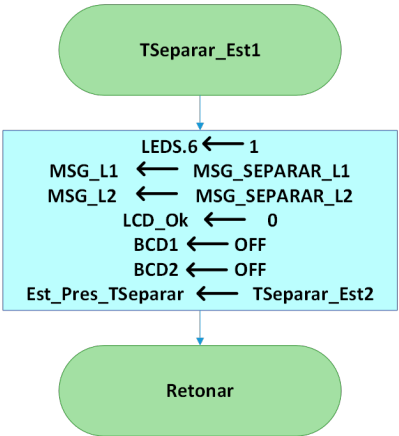 TSeparar_Est1
LEDS.6 ← 1
MSG_L1 ← MSG_SEPARAR_L1
MSG_L2 ← MSG_SEPARAR_L2
LCD_Ok ← 0
BCD1 ← OFF
BCD2 ← OFF
Est_Pres_TSeparar ← TSeparar_Est2
Retonar